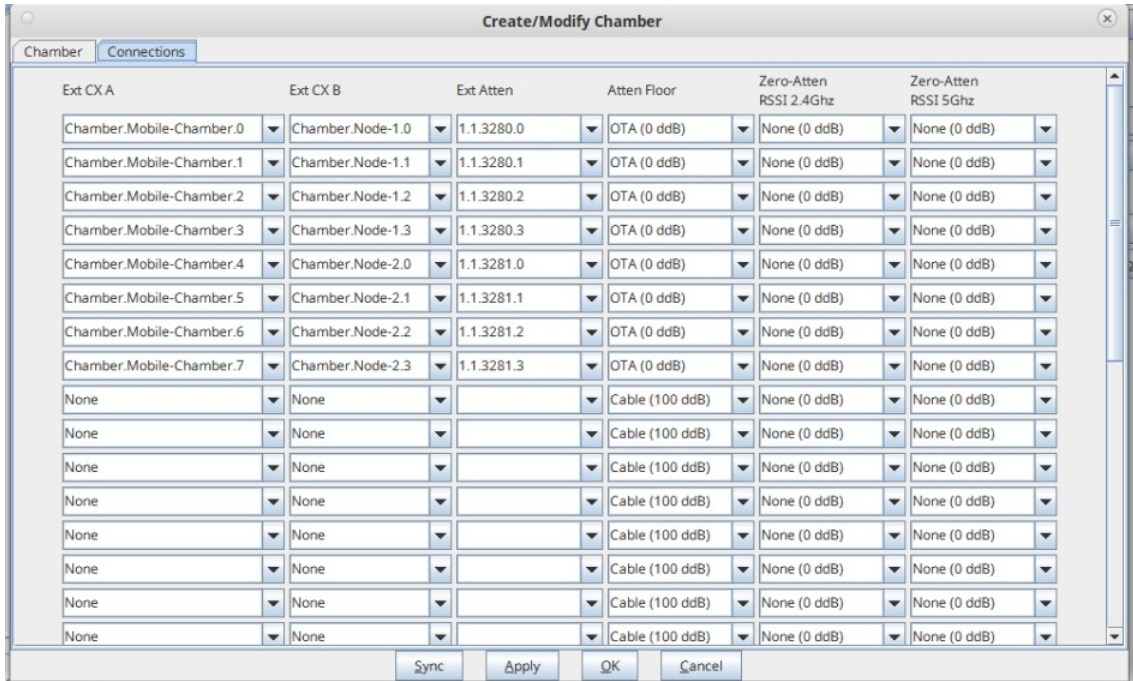 Create/Modify Chamber
Chamber Connections
Ext CX A Ext CX B Ext Atten Atten Floor Zero-Atten RSSI 2.4Ghz Zero-Atten RSSI 5Ghz
Chamber.Mobile-Chamber.0 Chamber.Node-1.0 1.1.3280.0 OTA (0 ddB) None (0 ddB) None (0 ddB)
Chamber.Mobile-Chamber.1 Chamber.Node-1.1 1.1.3280.1 OTA (0 ddB) None (0 ddB) None (0 ddB)
Chamber.Mobile-Chamber.2 Chamber.Node-1.2 1.1.3280.2 OTA (0 ddB) None (0 ddB) None (0 ddB)
Chamber.Mobile-Chamber.3 Chamber.Node-1.3 1.1.3280.3 OTA (0 ddB) None (0 ddB) None (0 ddB)
Chamber.Mobile-Chamber.4 Chamber.Node-2.0 1.1.3281.0 OTA (0 ddB) None (0 ddB) None (0 ddB)
Chamber.Mobile-Chamber.5 Chamber.Node-2.1 1.1.3281.1 OTA (0 ddB) None (0 ddB) None (0 ddB)
Chamber.Mobile-Chamber.6 Chamber.Node-2.2 1.1.3281.2 OTA (0 ddB) None (0 ddB) None (0 ddB)
Chamber.Mobile-Chamber.7 Chamber.Node-2.3 1.1.3281.3 OTA (0 ddB) None (0 ddB) None (0 ddB)
None None Cable (100 ddB) None (0 ddB) None (0 ddB)
None None Cable (100 ddB) None (0 ddB) None (0 ddB)
None None Cable (100 ddB) None (0 ddB) None (0 ddB)
None None Cable (100 ddB) None (0 ddB) None (0 ddB)
None None Cable (100 ddB) None (0 ddB) None (0 ddB)
None None Cable (100 ddB) None (0 ddB) None (0 ddB)
None None Cable (100 ddB) None (0 ddB) None (0 ddB)
None None Cable (100 ddB) None (0 ddB) None (0 ddB)
Sync Apply OK Cancel